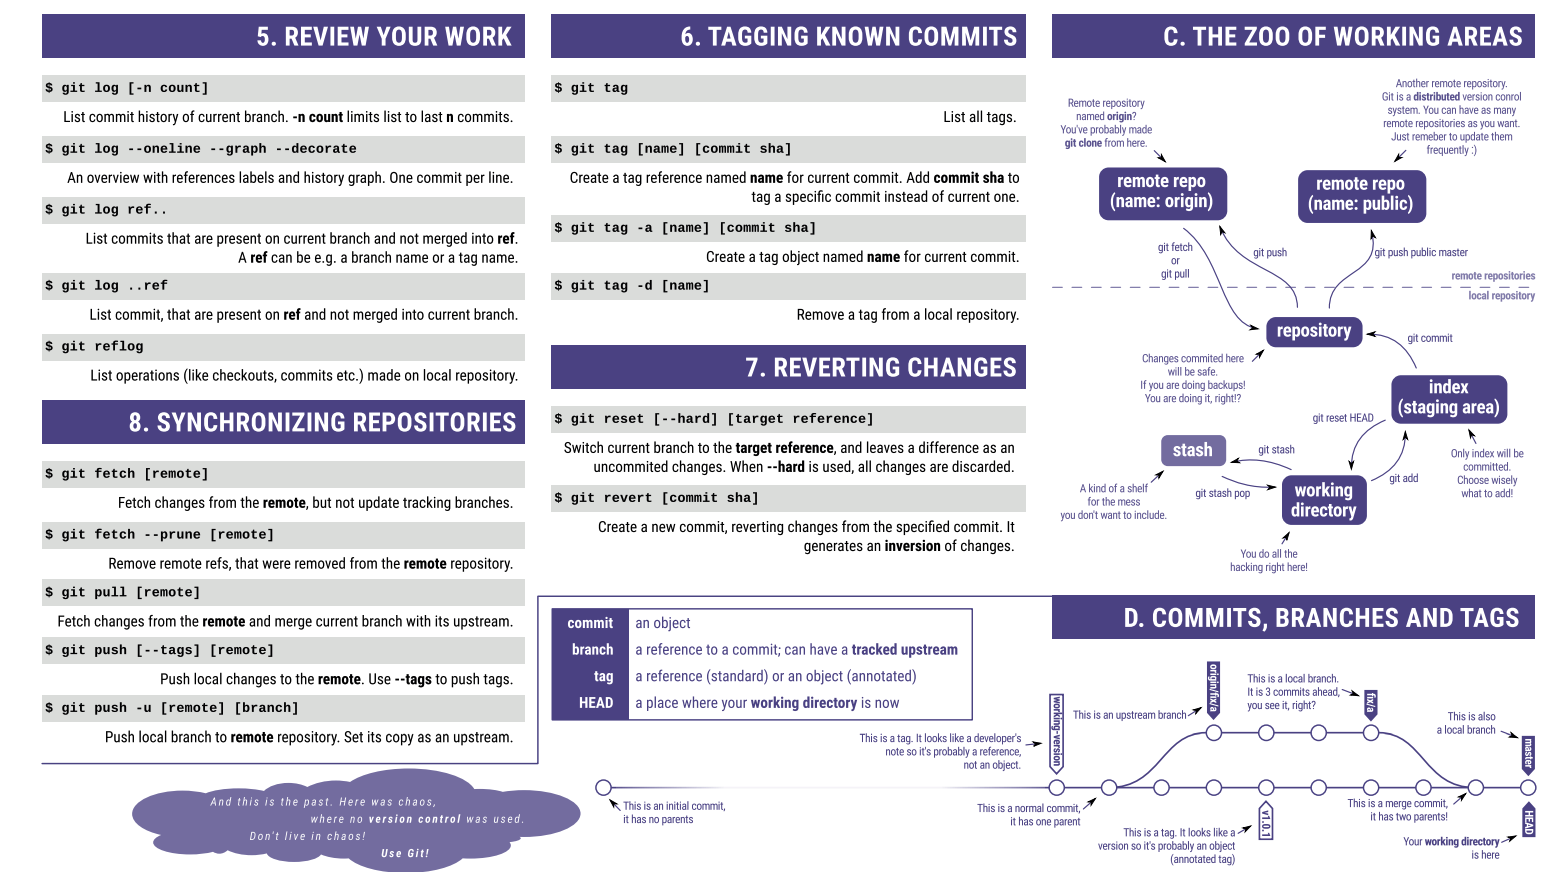 5. REVIEW YOUR WORK
$ git log [-n count]
List commit history of current branch. -n count limits list to last n commits.
$ git log --oneline --graph --decorate
An overview with references labels and history graph. One commit per line.
$ git log ref..
List commits that are present on current branch and not merged into ref.
A ref can be e.g. a branch name or a tag name.
$ git log ..ref
List commit, that are present on ref and not merged into current branch.
$ git reflog
List operations (like checkouts, commits etc.) made on local repository.
8. SYNCHRONIZING REPOSITORIES
$ git fetch [remote]
Fetch changes from the remote, but not update tracking branches.
$ git fetch --prune [remote]
Remove remote refs, that were removed from the remote repository.
$ git pull [remote]
Fetch changes from the remote and merge current branch with its upstream.
$ git push [--tags] [remote]
Push local changes to the remote. Use --tags to push tags.
$ git push -u [remote] [branch]
Push local branch to remote repository. Set its copy as an upstream.
6. TAGGING KNOWN COMMITS
$ git tag
List all tags.
$ git tag [name] [commit sha]
Create a tag reference named name for current commit. Add commit sha to
tag a specific commit instead of current one.
$ git tag -a [name] [commit sha]
Create a tag object named name for current commit.
$ git tag -d [name]
Remove a tag from a local repository.
7. REVERTING CHANGES
$ git reset [--hard] [target reference]
Switch current branch to the target reference, and leaves a difference as an
uncommited changes. When --hard is used, all changes are discarded.
$ git revert [commit sha]
Create a new commit, reverting changes from the specified commit. It
generates an inversion of changes.
C. THE ZOO OF WORKING AREAS
Remote repository
named origin?
You've probably made
git clone from here.
Another remote repository.
Git is a distributed version conrol
system. You can have as many
remote repositories as you want.
Just remeber to update them
frequently :)
remote repo
(name: origin)
remote repo
(name: public)
git fetch
or
git pull
git push
git push public master
remote repositories
local repository
repository
git commit
Changes commited here
will be safe.
If you are doing backups!
You are doing it, right!?
index
(staging area)
git reset HEAD
stash
git stash
git stash pop
git add
Only index will be
committed.
Choose wisely
what to add!
A kind of a shelf
for the mess
you don't want to include.
working
directory
You do all the
hacking right here!
D. COMMITS, BRANCHES AND TAGS
commit an object
branch a reference to a commit; can have a tracked upstream
tag a reference (standard) or an object (annotated)
HEAD a place where your working directory is now
This is a tag. It looks like a developer's
note so it's probably a reference,
not an object.
working-version
This is an upstream branch
origin/fix/a
This is a local branch.
It is 3 commits ahead,
you see it, right?
fix/a
This is also
a local branch
master
This is an initial commit,
it has no parents
This is a normal commit,
it has one parent
This is a tag. It looks like a
version so it's probably an object
(annotated tag)
v1.0.1
This is a merge commit,
it has two parents!
HEAD
Your working directory
is here
And this is the past. Here was chaos,
where no version control was used.
Don't live in chaos!
Use Git!